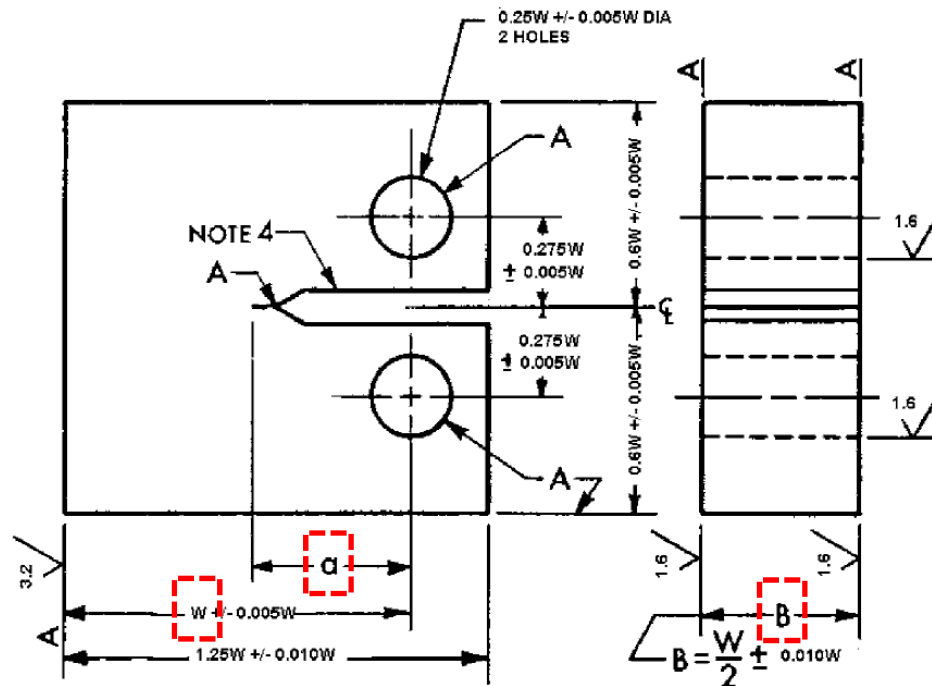 0.25W +/- 0.005W DIA
2 HOLES
A
A
A
0.6W +/- 0.005W
NOTE 4
A
0.275W
± 0.005W
1.6
℄
0.275W
± 0.005W
0.6W +/- 0.005W
1.6
A
3.2
a
1.6
1.6
W +/- 0.005W
B
A
1.25W +/- 0.010W
B = W/2 ± 0.010W